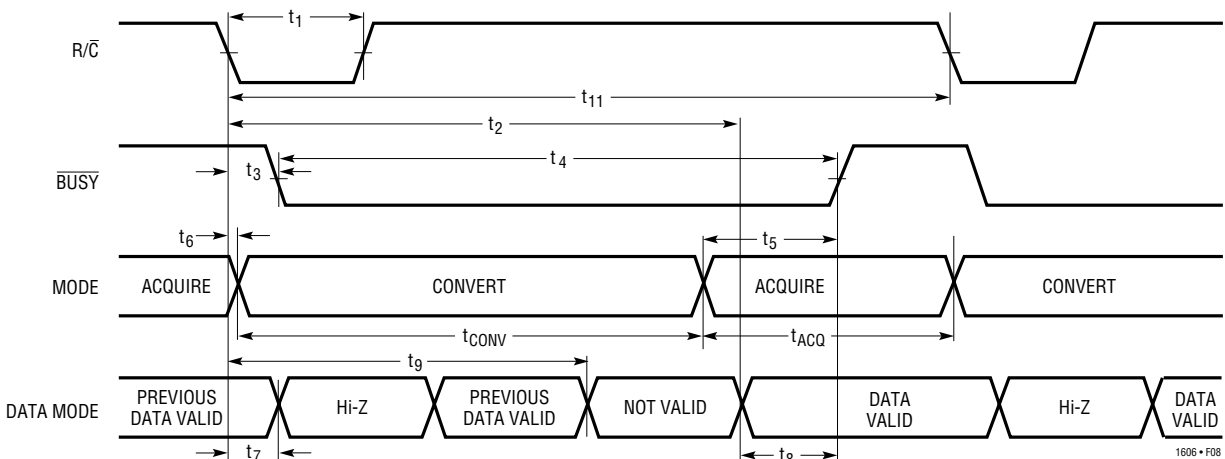 t1
R/C̅
t11
t2
t3
t4
B̅U̅S̅Y̅
t6
t5
MODE
ACQUIRE
CONVERT
ACQUIRE
CONVERT
tCONV
tACQ
t9
DATA MODE
PREVIOUS
DATA VALID
Hi-Z
PREVIOUS
DATA VALID
NOT VALID
DATA
VALID
Hi-Z
DATA
VALID
t7
t8
1606 • F08